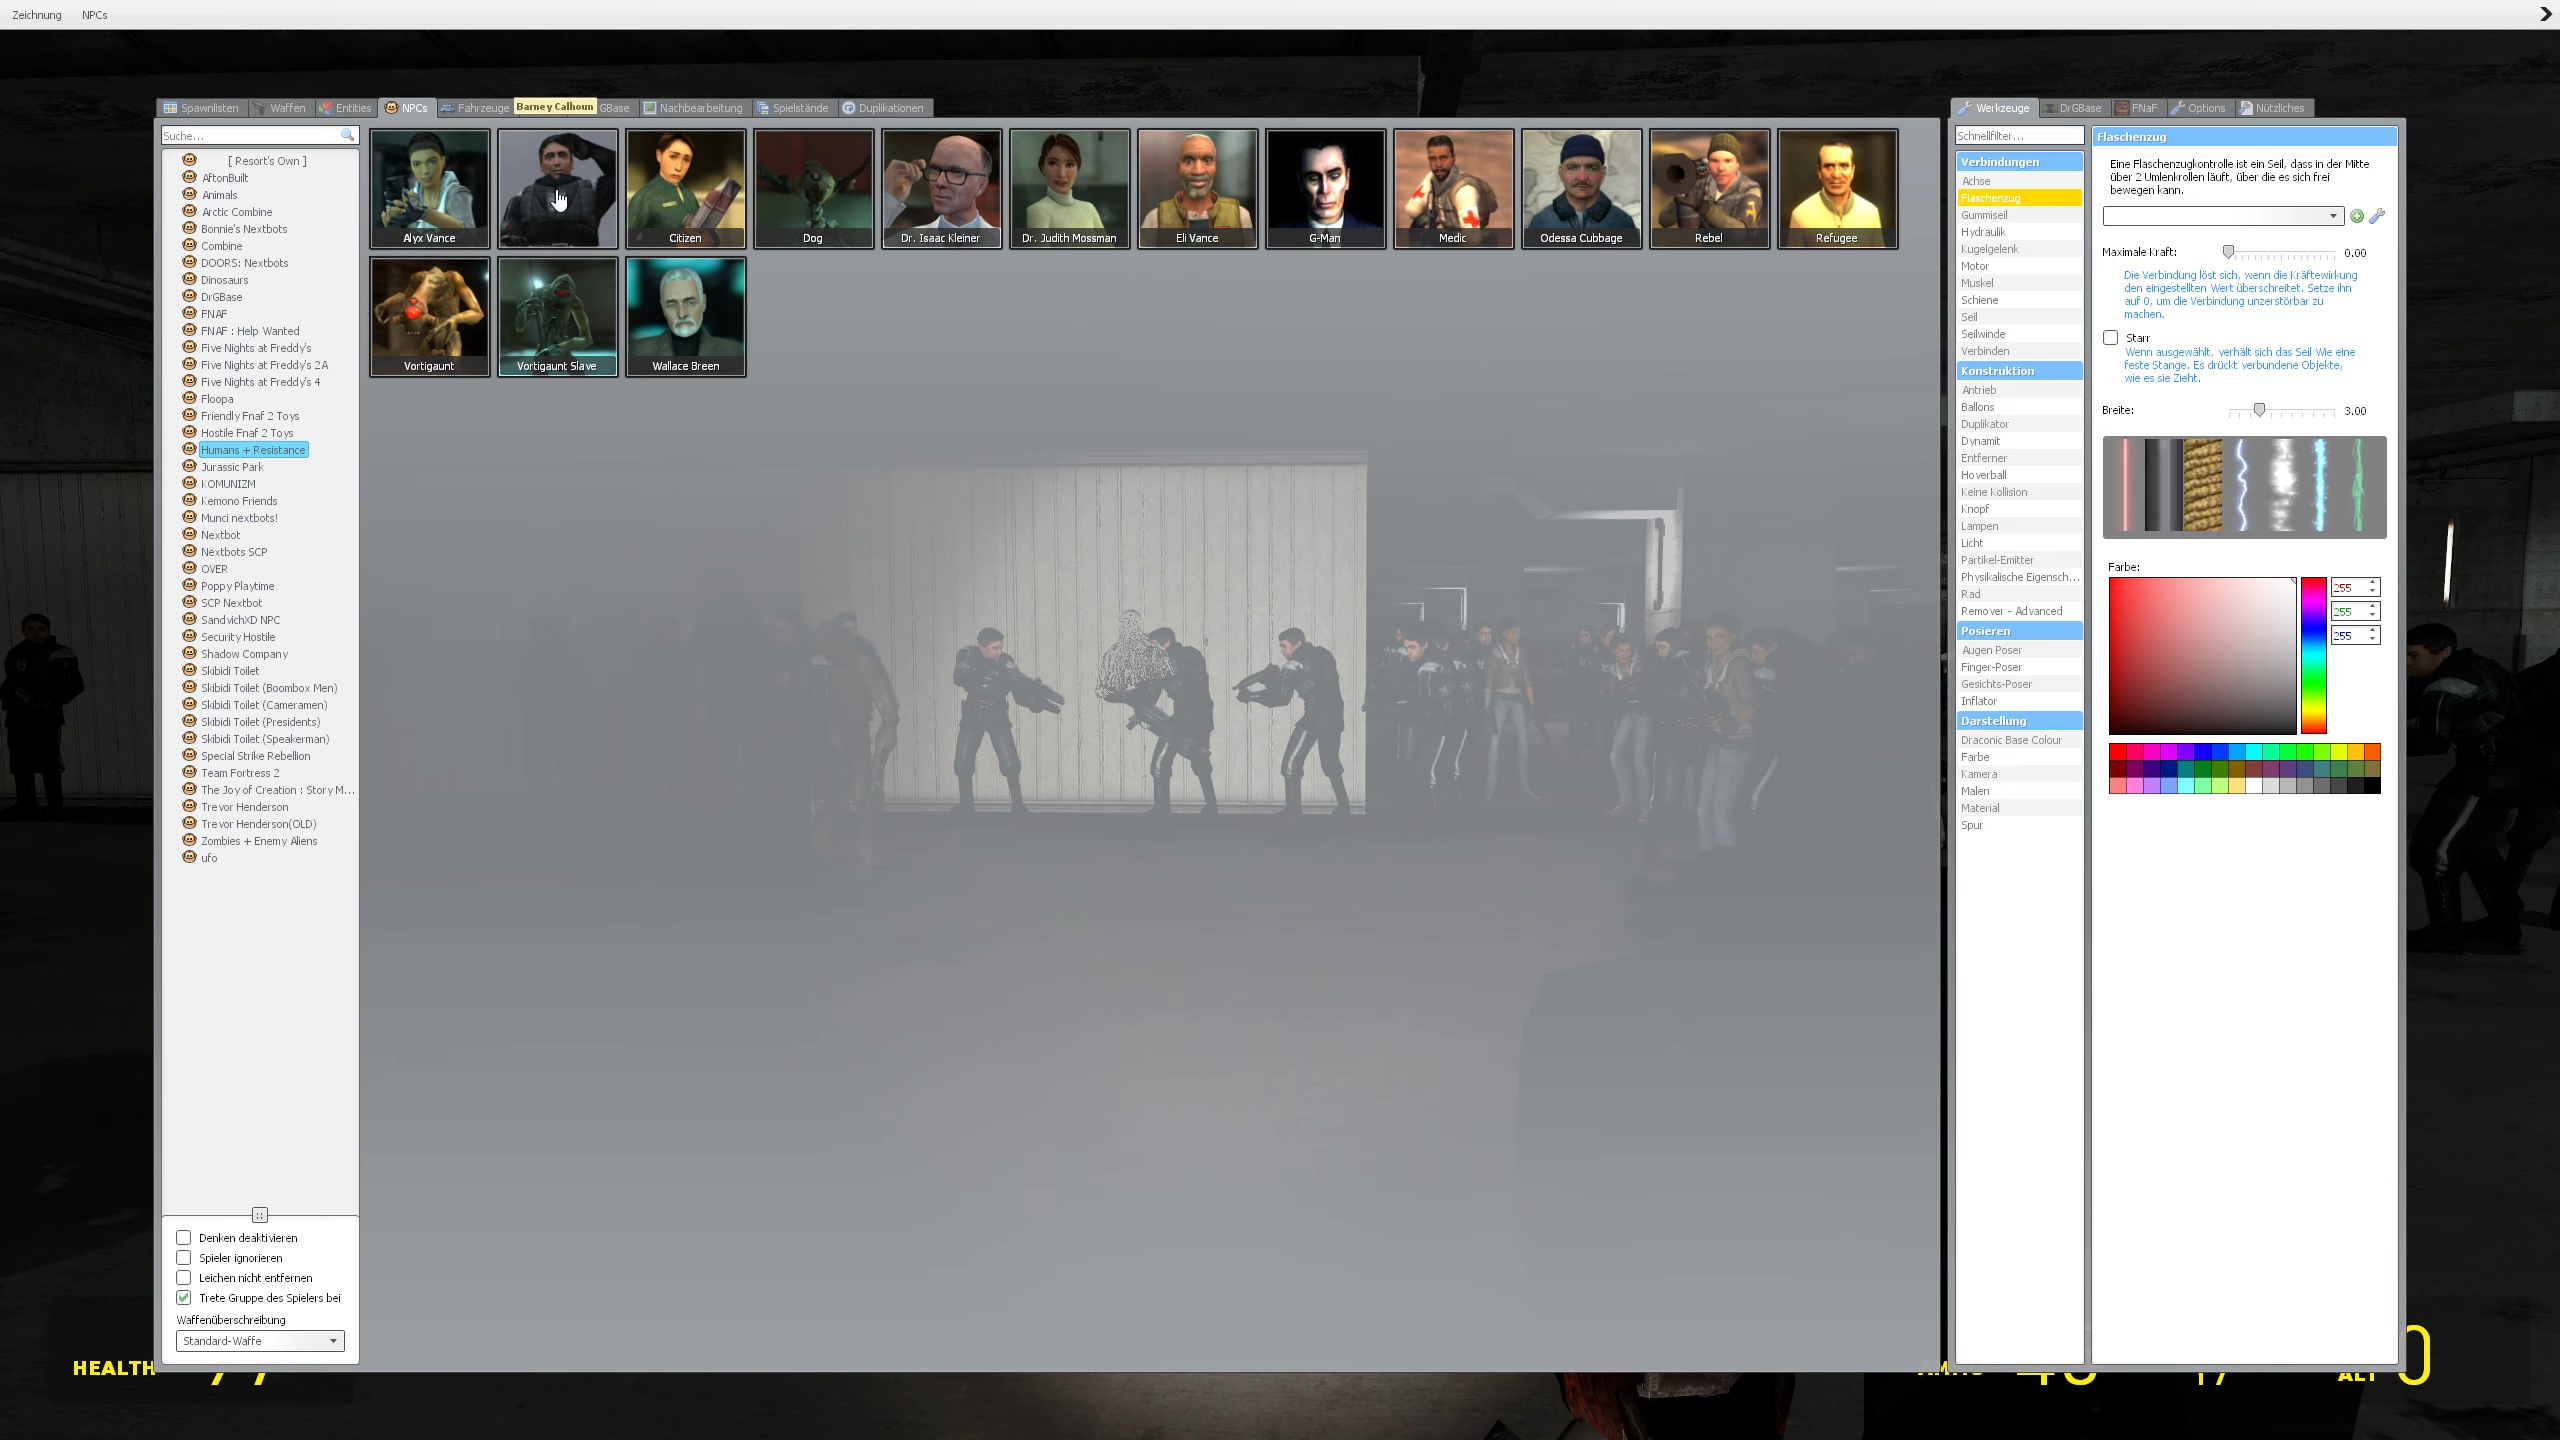 Zeichnung NPCs
Spawnlisten Waffen Entities NPCs Fahrzeuge Barney Calhoun GBase Nachbearbeitung Spielstände Duplikationen
Suche...
[ Resort's Own ]
AftonBuilt
Animals
Arctic Combine
Bonnie's Nextbots
Combine
DOORS: Nextbots
Dinosaurs
DrGBase
FNAF
FNAF : Help Wanted
Five Nights at Freddy's
Five Nights at Freddy's 2A
Five Nights at Freddy's 4
Floopa
Friendly Fnaf 2 Toys
Hostile Fnaf 2 Toys
Humans + Resistance
Jurassic Park
KOMUNIZM
Kemono Friends
Munci nextbots!
Nextbot
Nextbots SCP
OVER
Poppy Playtime
SCP Nextbot
SandvichXD NPC
Security Hostile
Shadow Company
Skibidi Toilet
Skibidi Toilet (Boombox Men)
Skibidi Toilet (Cameramen)
Skibidi Toilet (Presidents)
Skibidi Toilet (Speakerman)
Special Strike Rebellion
Team Fortress 2
The Joy of Creation : Story M...
Trevor Henderson
Trevor Henderson(OLD)
Zombies + Enemy Aliens
ufo
Denken deaktivieren
Spieler ignorieren
Leichen nicht entfernen
Trete Gruppe des Spielers bei
Waffenüberschreibung
Standard-Waffe
Alyx Vance Citizen Dog Dr. Isaac Kleiner Dr. Judith Mossman Eli Vance G-Man Medic Odessa Cubbage Rebel Refugee
Vortigaunt Vortigaunt Slave Wallace Breen
Werkzeuge DrGBase FNaF Options Nützliches
Schnellfilter...
Verbindungen
Achse
Flaschenzug
Gummiseil
Hydraulik
Kugelgelenk
Motor
Muskel
Schiene
Seil
Seilwinde
Verbinden
Konstruktion
Antrieb
Ballons
Duplikator
Dynamit
Entferner
Hoverball
Keine Kollision
Knopf
Lampen
Licht
Partikel-Emitter
Physikalische Eigensch...
Rad
Remover - Advanced
Posieren
Augen Poser
Finger-Poser
Gesichts-Poser
Inflator
Darstellung
Draconic Base Colour
Farbe
Kamera
Malen
Material
Spur
Flaschenzug
Eine Flaschenzugkontrolle ist ein Seil, dass in der Mitte
über 2 Umlenkrollen läuft, über die es sich frei
bewegen kann.
Maximale Kraft: 0.00
Die Verbindung löst sich, wenn die Kräftewirkung
den eingestellten Wert überschreitet. Setze ihn
auf 0, um die Verbindung unzerstörbar zu
machen.
Starr
Wenn ausgewählt, verhält sich das Seil Wie eine
feste Stange. Es drückt verbundene Objekte,
wie es sie Zieht.
Breite: 3.00
Farbe:
255
255
255
HEALTH